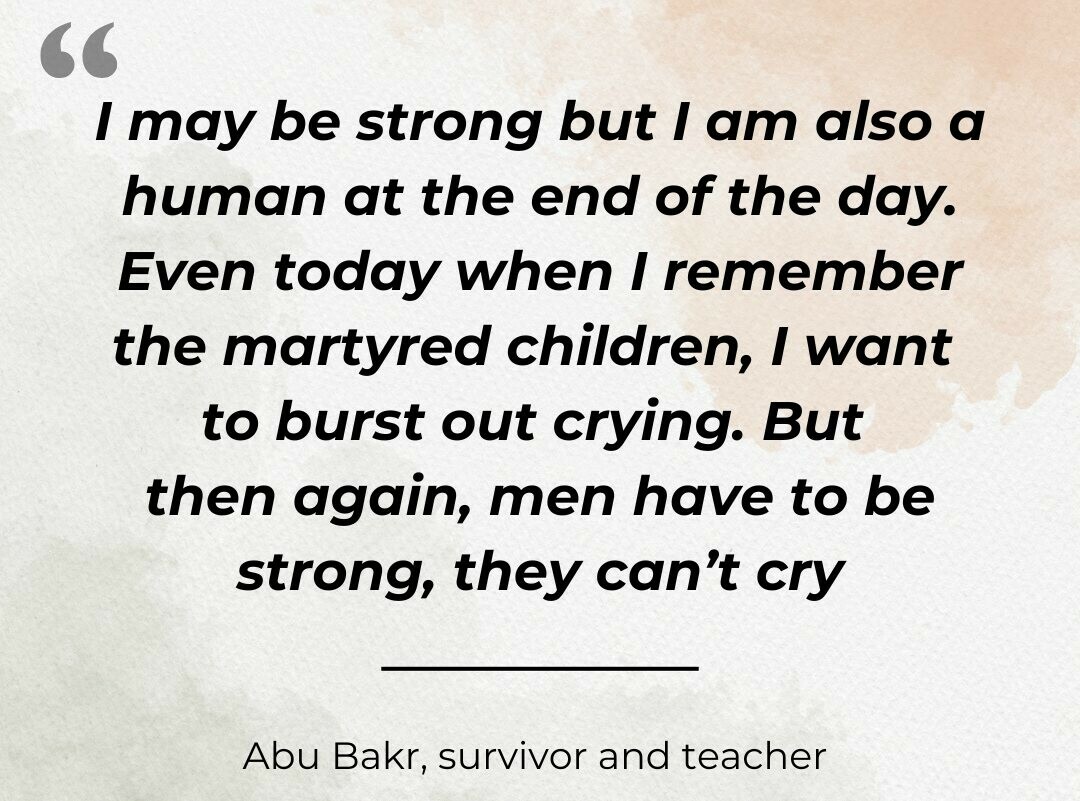 “
I may be strong but I am also a
human at the end of the day.
Even today when I remember
the martyred children, I want
to burst out crying. But
then again, men have to be
strong, they can’t cry
Abu Bakr, survivor and teacher